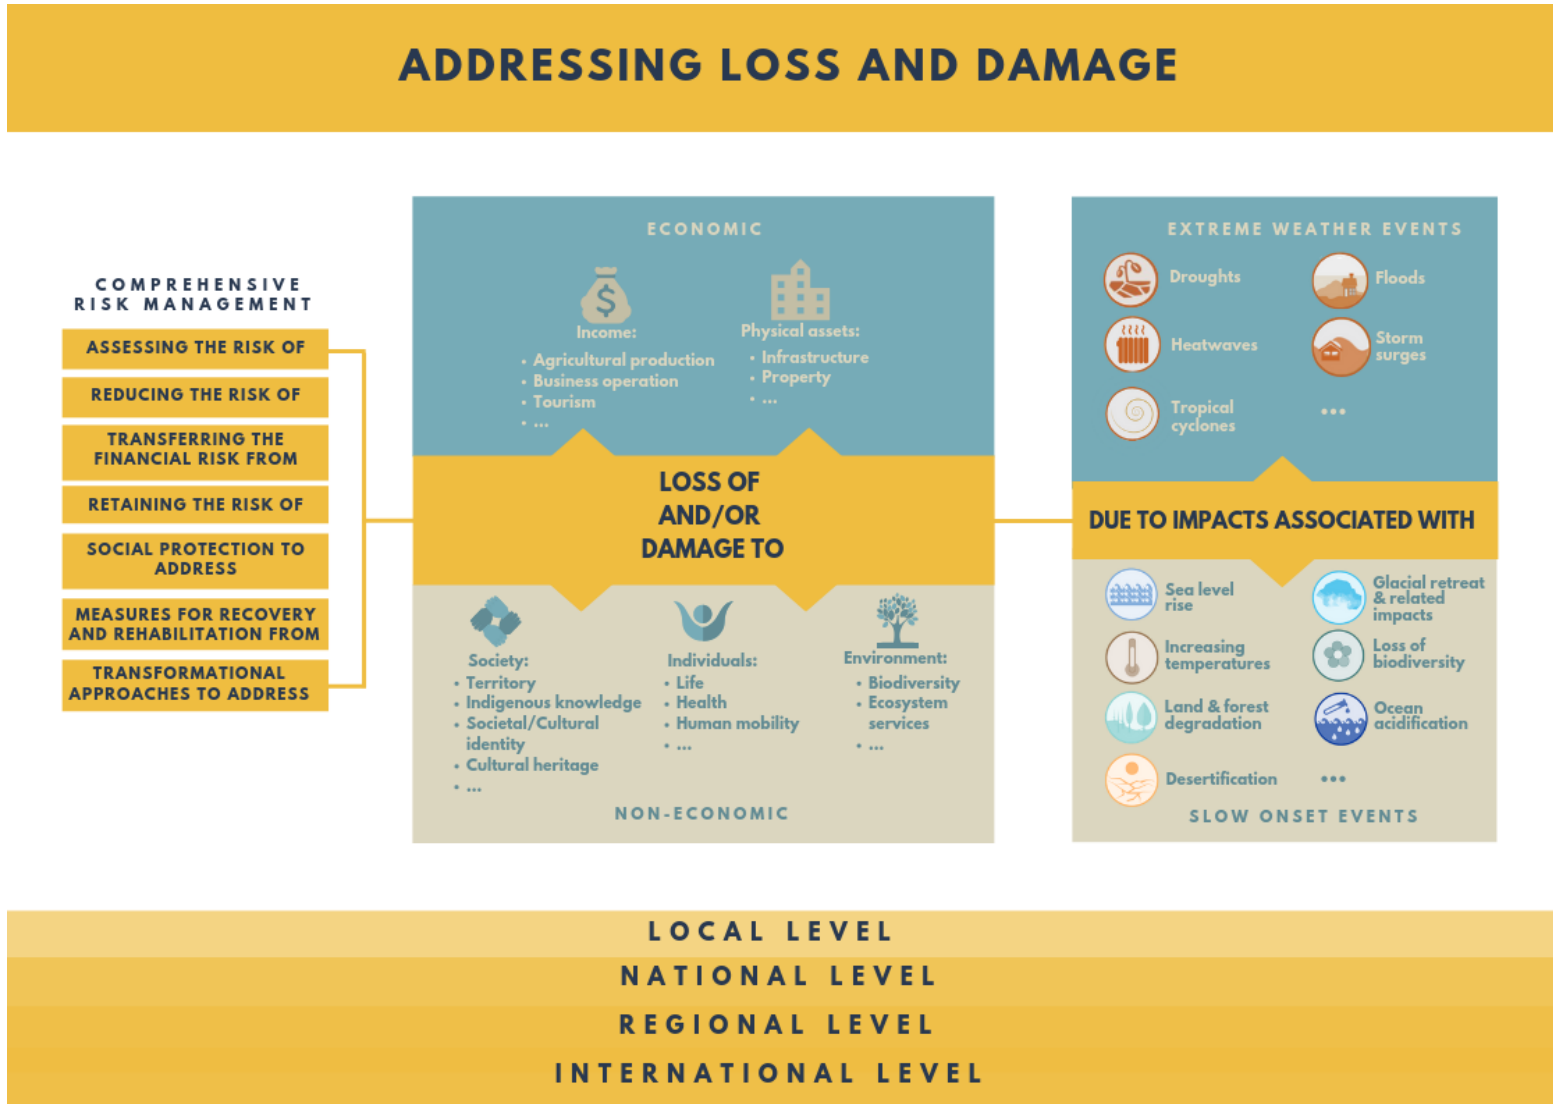 ADDRESSING LOSS AND DAMAGE
COMPREHENSIVE
RISK MANAGEMENT
ASSESSING THE RISK OF
REDUCING THE RISK OF
TRANSFERRING THE
FINANCIAL RISK FROM
RETAINING THE RISK OF
SOCIAL PROTECTION TO
ADDRESS
MEASURES FOR RECOVERY
AND REHABILITATION FROM
TRANSFORMATIONAL
APPROACHES TO ADDRESS
ECONOMIC
$
Income:
• Agricultural production
• Business operation
• Tourism
• ...
Physical assets:
• Infrastructure
• Property
• ...
LOSS OF
AND/OR
DAMAGE TO
Society:
• Territory
• Indigenous knowledge
• Societal/Cultural
identity
• Cultural heritage
• ...
Individuals:
• Life
• Health
• Human mobility
• ...
Environment:
• Biodiversity
• Ecosystem
services
• ...
NON-ECONOMIC
EXTREME WEATHER EVENTS
Droughts
Floods
Heatwaves
Storm
surges
Tropical
cyclones
...
DUE TO IMPACTS ASSOCIATED WITH
Sea level
rise
Glacial retreat
& related
impacts
Increasing
temperatures
Loss of
biodiversity
Land & forest
degradation
Ocean
acidification
Desertification
...
SLOW ONSET EVENTS
LOCAL LEVEL
NATIONAL LEVEL
REGIONAL LEVEL
INTERNATIONAL LEVEL